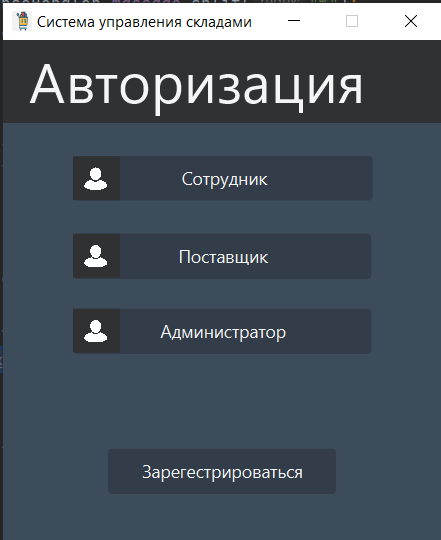 Система управления складами
Авторизация
Сотрудник
Поставщик
Администратор
Зарегестрироваться